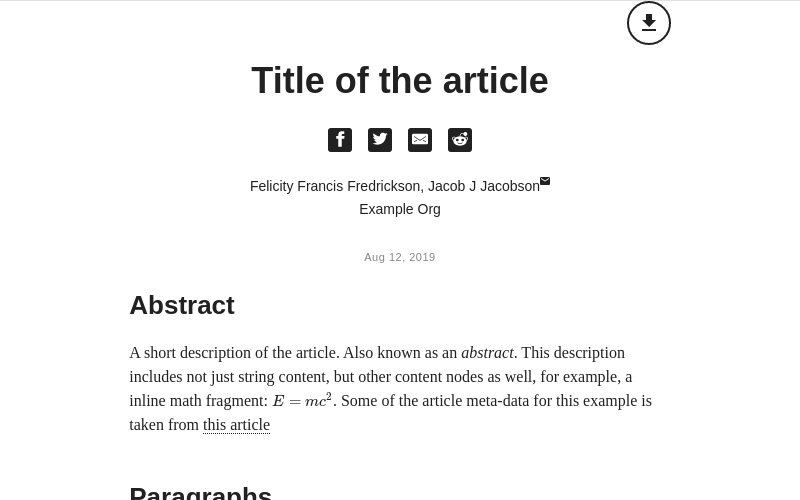 Title of the article
Felicity Francis Fredrickson, Jacob J Jacobson
Example Org
Aug 12, 2019
Abstract
A short description of the article. Also known as an abstract. This description
includes not just string content, but other content nodes as well, for example, a
inline math fragment: E = mc². Some of the article meta-data for this example is
taken from this article
Paragraphs